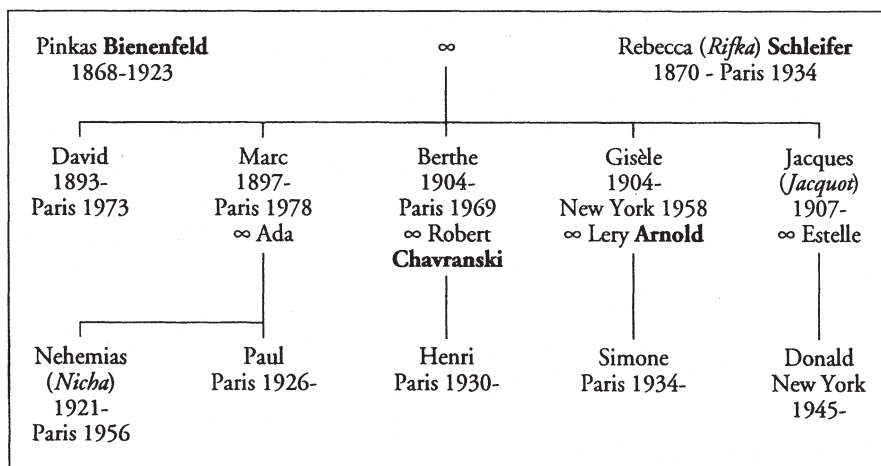 Pinkas Bienenfeld
1868-1923
∞
Rebecca (Rifka) Schleifer
1870 - Paris 1934
David
1893-
Paris 1973
Marc
1897-
Paris 1978
∞ Ada
Berthe
1904-
Paris 1969
∞ Robert
Chavranski
Gisèle
1904-
New York 1958
∞ Lery Arnold
Jacques
(Jacquot)
1907-
∞ Estelle
Nehemias
(Nicha)
1921-
Paris 1956
Paul
Paris 1926-
Henri
Paris 1930-
Simone
Paris 1934-
Donald
New York
1945-